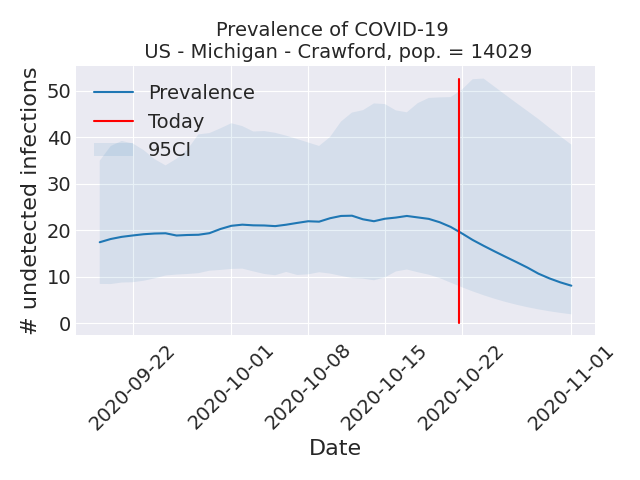 Prevalence of COVID-19
US - Michigan - Crawford, pop. = 14029
# undetected infections
50
40
30
20
10
0
Prevalence
Today
95CI
2020-09-22
2020-10-01
2020-10-08
2020-10-15
2020-10-22
2020-11-01
Date